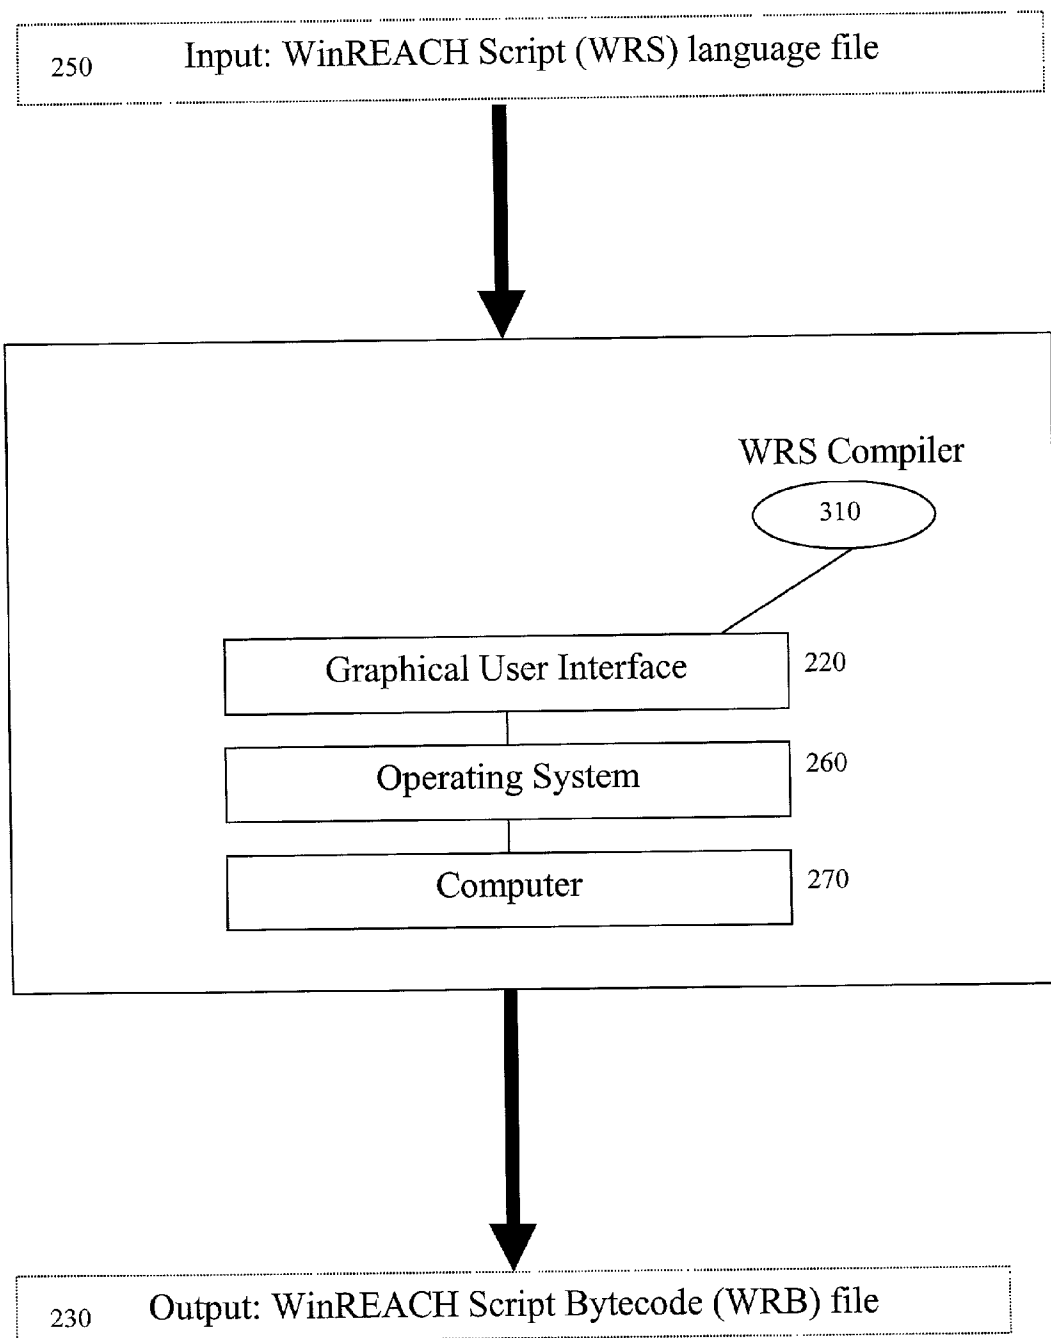 250 Input: WinREACH Script (WRS) language file
WRS Compiler
310
Graphical User Interface 220
Operating System 260
Computer 270
230 Output: WinREACH Script Bytecode (WRB) file